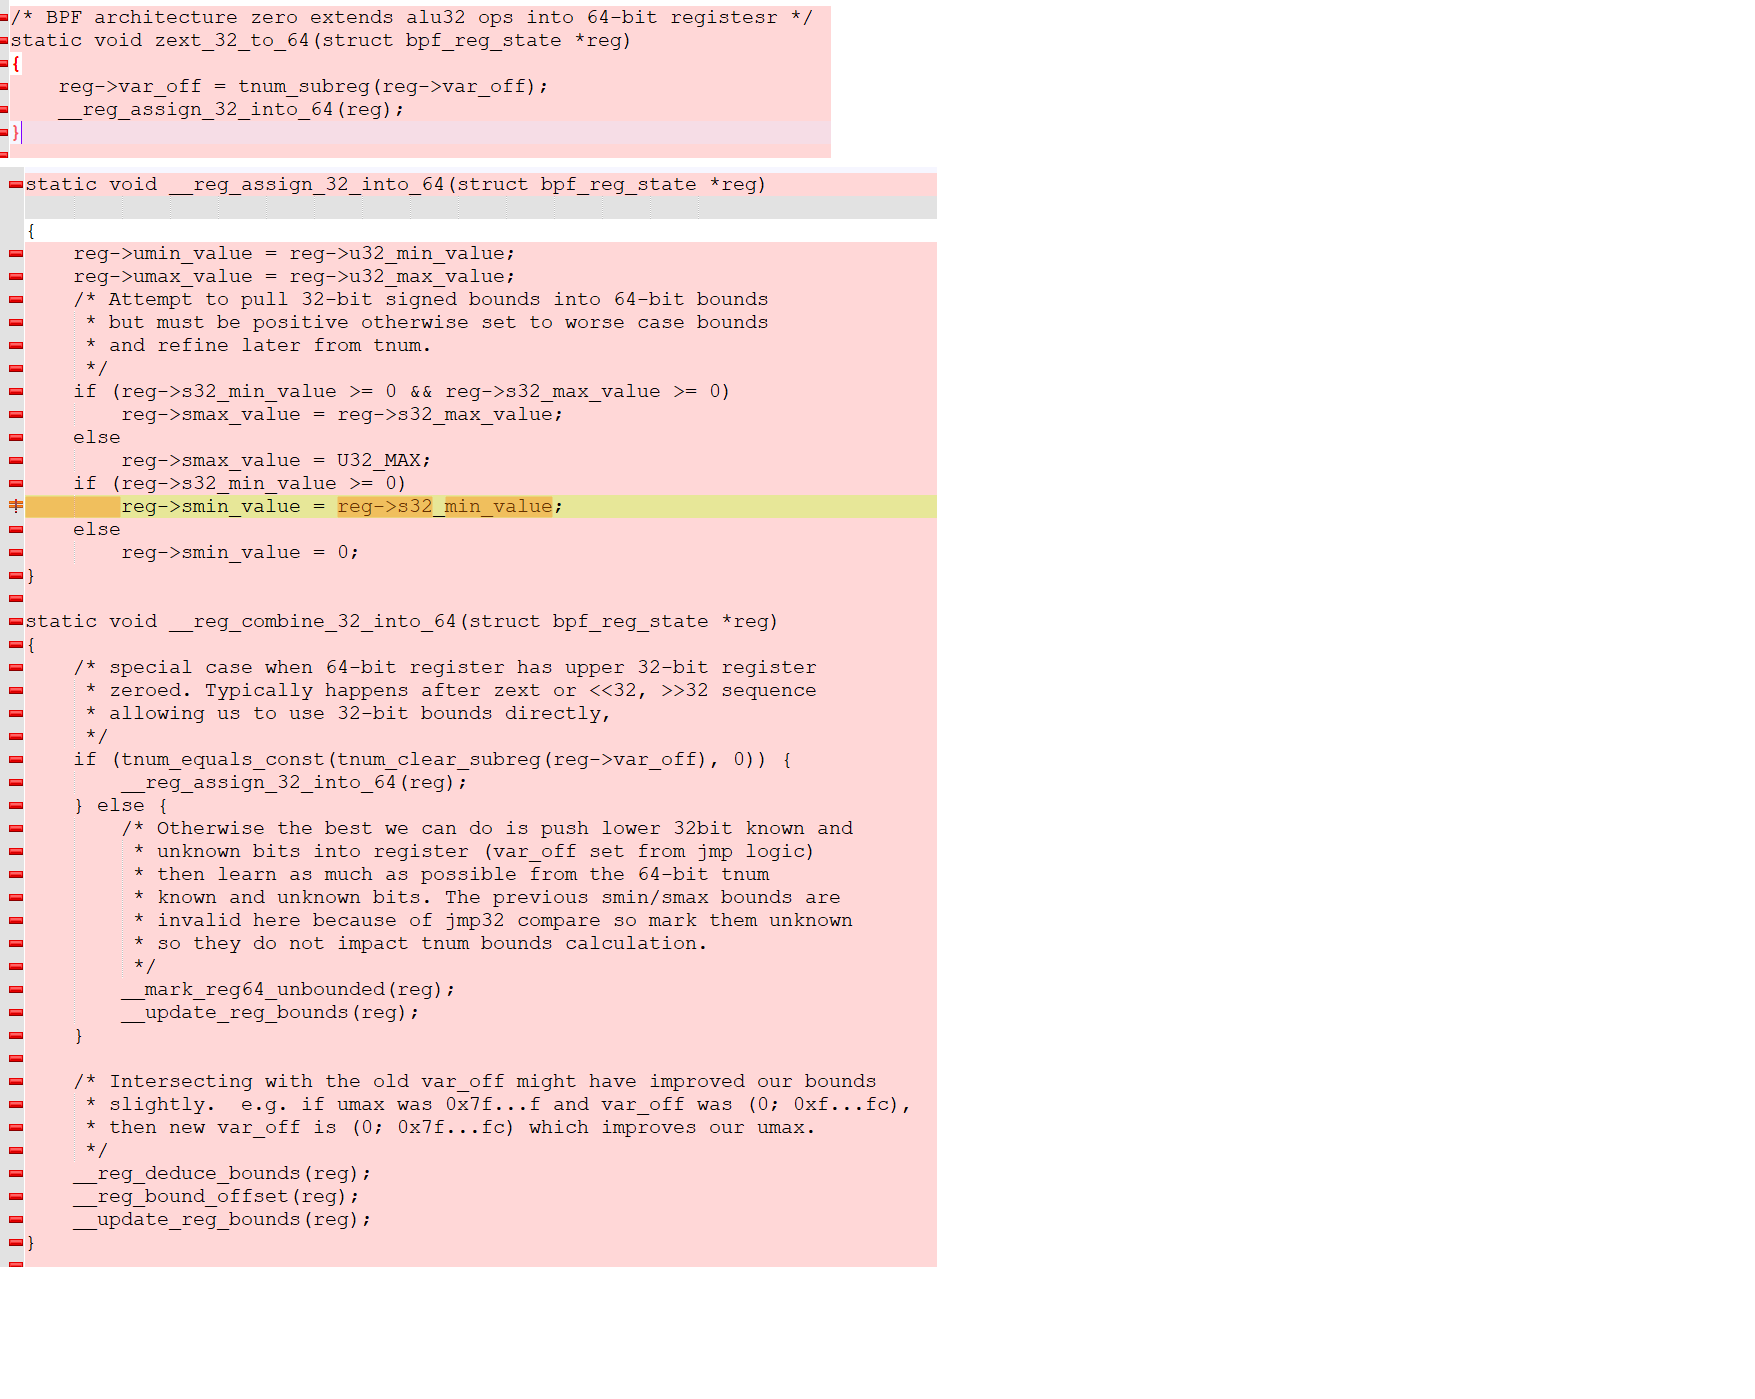 /* BPF architecture zero extends alu32 ops into 64-bit registesr */
static void zext_32_to_64(struct bpf_reg_state *reg)
{
    reg->var_off = tnum_subreg(reg->var_off);
    __reg_assign_32_into_64(reg);
}
static void __reg_assign_32_into_64(struct bpf_reg_state *reg)
{
    reg->umin_value = reg->u32_min_value;
    reg->umax_value = reg->u32_max_value;
    /* Attempt to pull 32-bit signed bounds into 64-bit bounds
     * but must be positive otherwise set to worse case bounds
     * and refine later from tnum.
     */
    if (reg->s32_min_value >= 0 && reg->s32_max_value >= 0)
        reg->smax_value = reg->s32_max_value;
    else
        reg->smax_value = U32_MAX;
    if (reg->s32_min_value >= 0)
        reg->smin_value = reg->s32_min_value;
    else
        reg->smin_value = 0;
}
static void __reg_combine_32_into_64(struct bpf_reg_state *reg)
{
    /* special case when 64-bit register has upper 32-bit register
     * zeroed. Typically happens after zext or <<32, >>32 sequence
     * allowing us to use 32-bit bounds directly,
     */
    if (tnum_equals_const(tnum_clear_subreg(reg->var_off), 0)) {
        __reg_assign_32_into_64(reg);
    } else {
        /* Otherwise the best we can do is push lower 32bit known and
         * unknown bits into register (var_off set from jmp logic)
         * then learn as much as possible from the 64-bit tnum
         * known and unknown bits. The previous smin/smax bounds are
         * invalid here because of jmp32 compare so mark them unknown
         * so they do not impact tnum bounds calculation.
         */
        __mark_reg64_unbounded(reg);
        __update_reg_bounds(reg);
    }
    /* Intersecting with the old var_off might have improved our bounds
     * slightly.  e.g. if umax was 0x7f...f and var_off was (0; 0xf...fc),
     * then new var_off is (0; 0x7f...fc) which improves our umax.
     */
    __reg_deduce_bounds(reg);
    __reg_bound_offset(reg);
    __update_reg_bounds(reg);
}